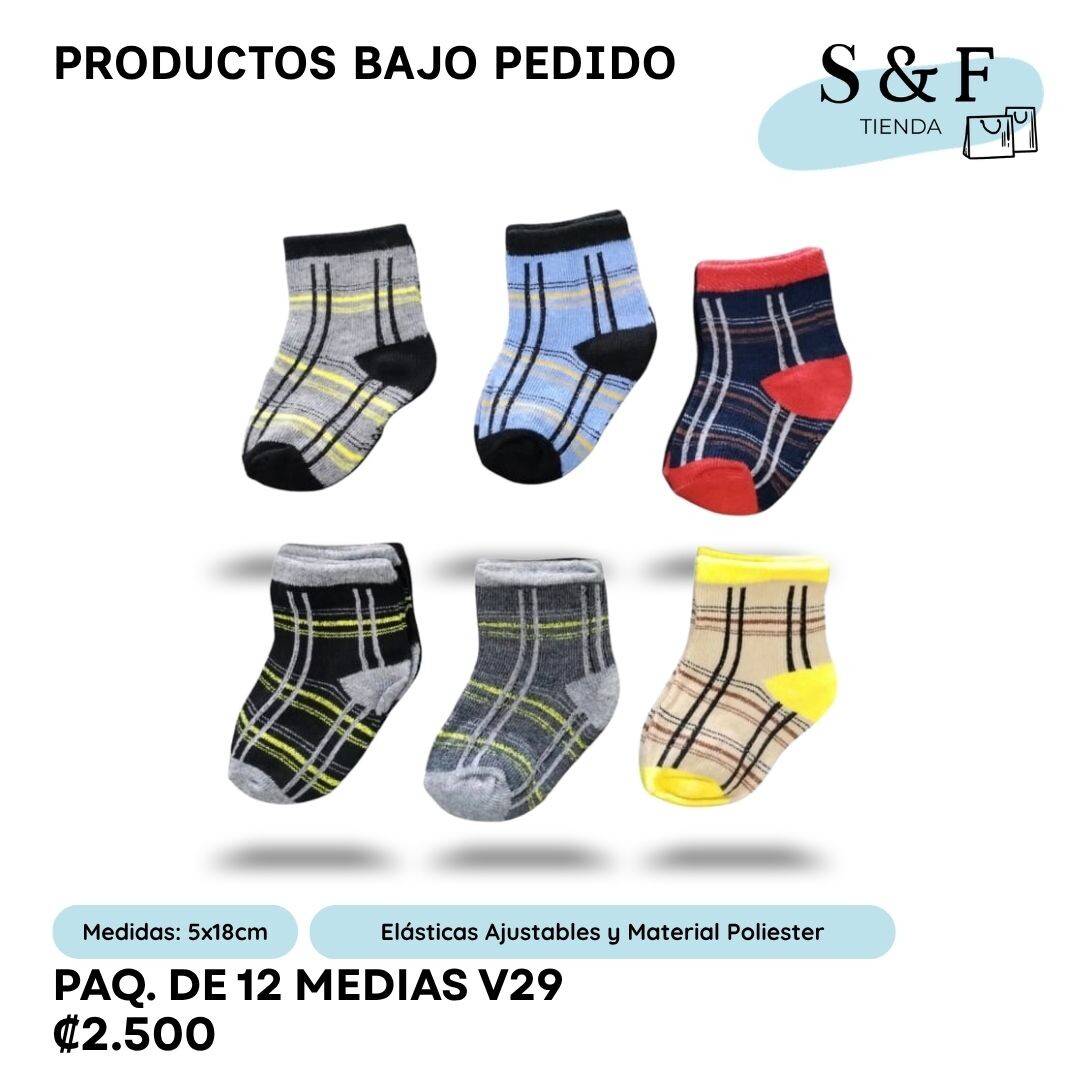 PRODUCTOS BAJO PEDIDO
S & F
TIENDA
Medidas: 5x18cm
Elásticas Ajustables y Material Poliester
PAQ. DE 12 MEDIAS V29
₡2.500